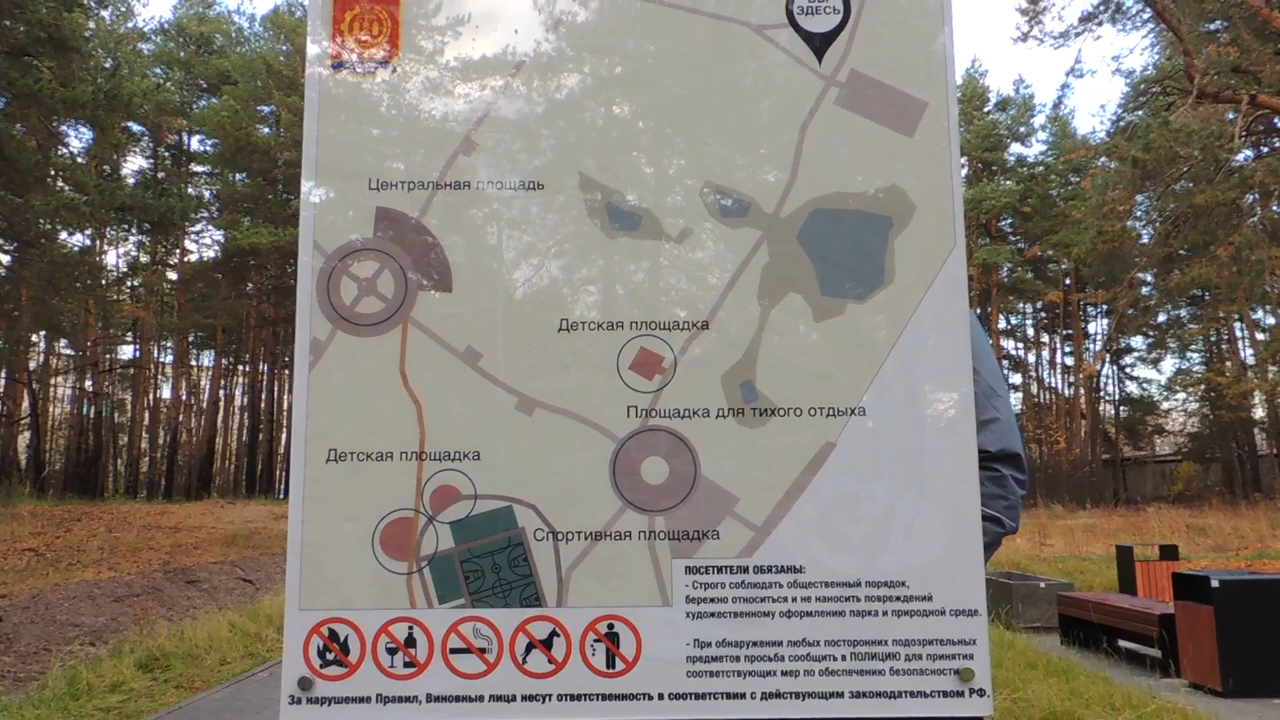 ВЫ
ЗДЕСЬ
Центральная площадь
Детская площадка
Площадка для тихого отдыха
Детская площадка
Спортивная площадка
ПОСЕТИТЕЛИ ОБЯЗАНЫ:
- Строго соблюдать общественный порядок,
бережно относиться и не наносить повреждений
художественному оформлению парка и природной среде.
- При обнаружении любых посторонних подозрительных
предметов просьба сообщить в ПОЛИЦИЮ для принятия
соответствующих мер по обеспечению безопасности
За нарушение Правил, Виновные лица несут ответственность в соответствии с действующим законодательством РФ.